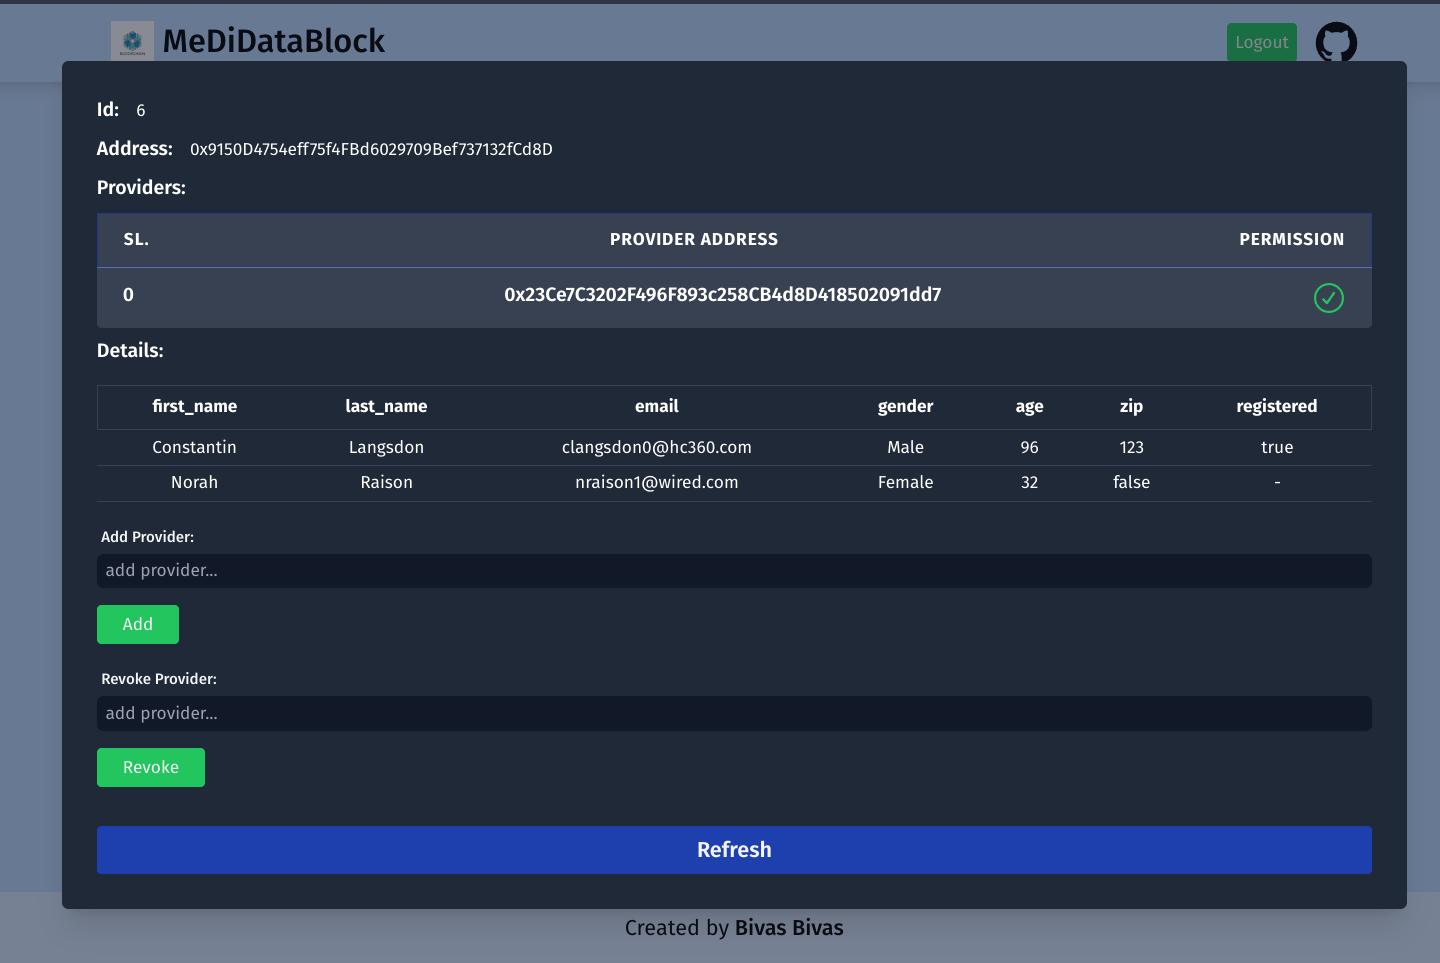 MeDiDataBlock
Logout
Id: 6
Address: 0x9150D4754eff75f4FBd6029709Bef737132fCd8D
Providers:
SL. PROVIDER ADDRESS PERMISSION
0 0x23Ce7C3202F496F893c258CB4d8D418502091dd7
Details:
first_name last_name email gender age zip registered
Constantin Langsdon clangsdon0@hc360.com Male 96 123 true
Norah Raison nraison1@wired.com Female 32 false -
Add Provider:
add provider...
Add
Revoke Provider:
add provider...
Revoke
Refresh
Created by Bivas Bivas